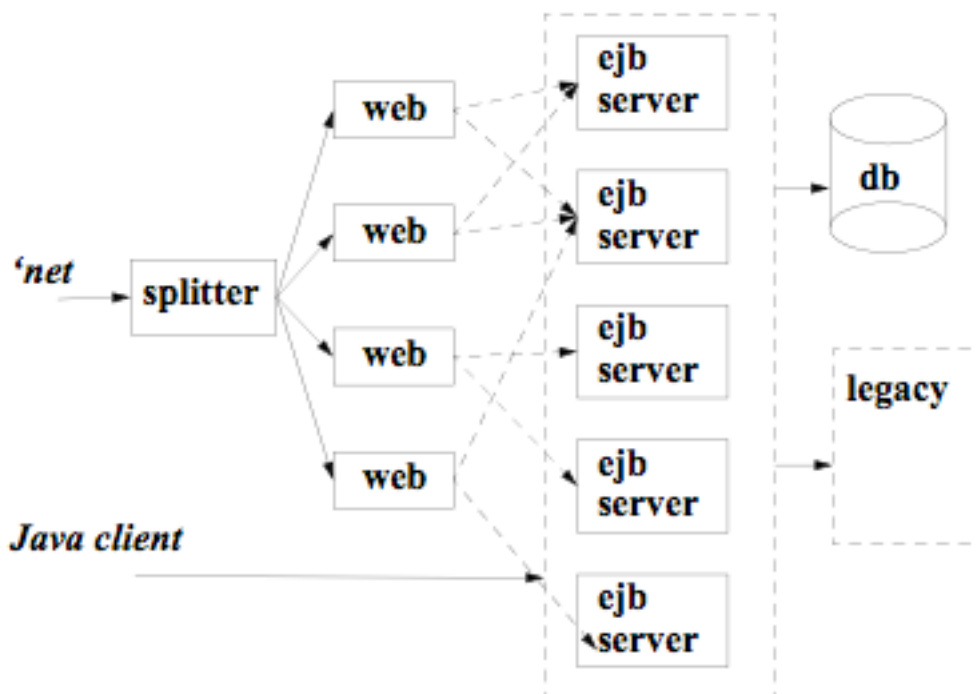 ejb
server
web
ejb
server
db
web
‘net
splitter
ejb
server
web
legacy
ejb
server
web
Java client
ejb
server